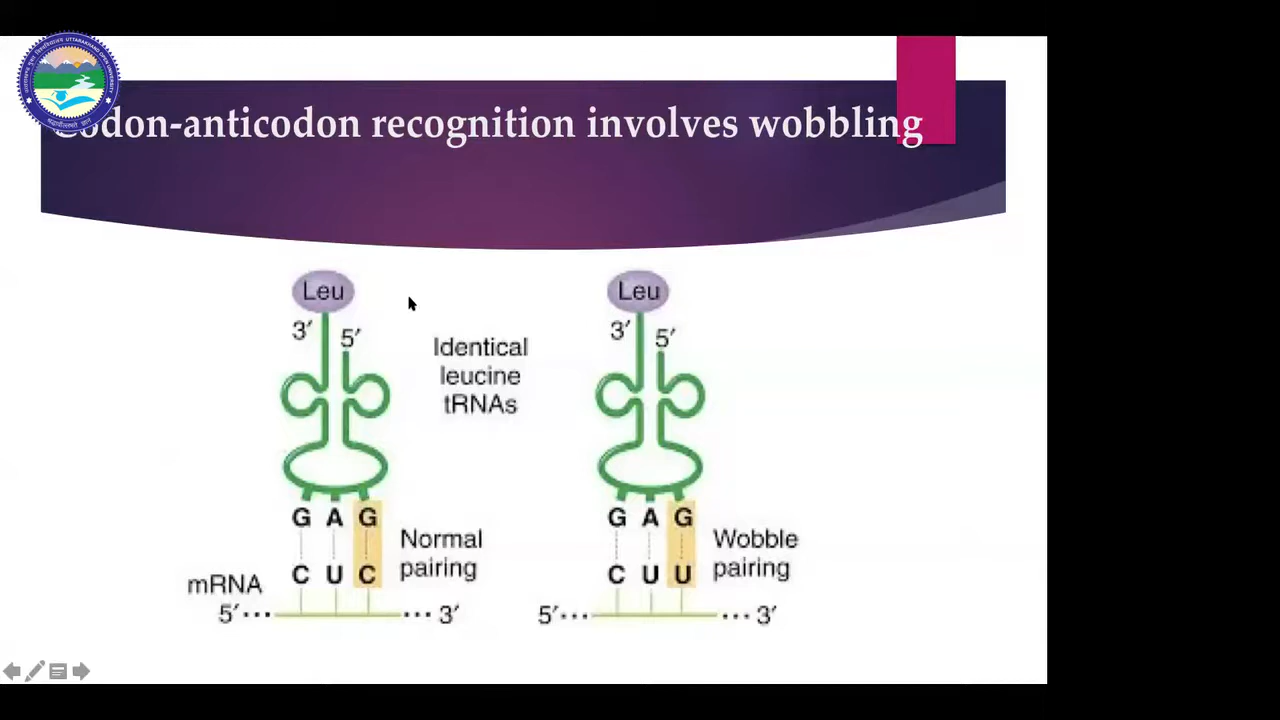 Codon-anticodon recognition involves wobbling
Leu
3′
5′
Identical
leucine
tRNAs
Leu
3′
5′
G A G
C U C
Normal
pairing
mRNA
5′••• •••3′
G A G
C U U
Wobble
pairing
5′••• •••3′